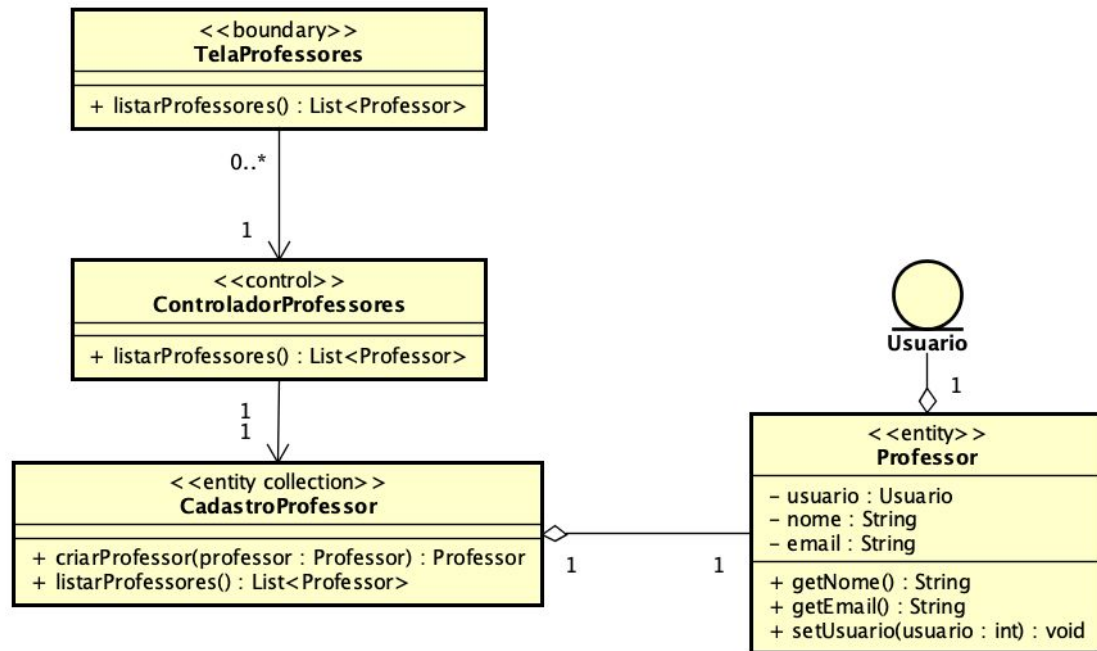 <<boundary>>
TelaProfessores
+ listarProfessores() : List<Professor>
0..*
1
<<control>>
ControladorProfessores
+ listarProfessores() : List<Professor>
1
1
<<entity collection>>
CadastroProfessor
+ criarProfessor(professor : Professor) : Professor
+ listarProfessores() : List<Professor>
1
1
Usuario
1
<<entity>>
Professor
- usuario : Usuario
- nome : String
- email : String
+ getNome() : String
+ getEmail() : String
+ setUsuario(usuario : int) : void